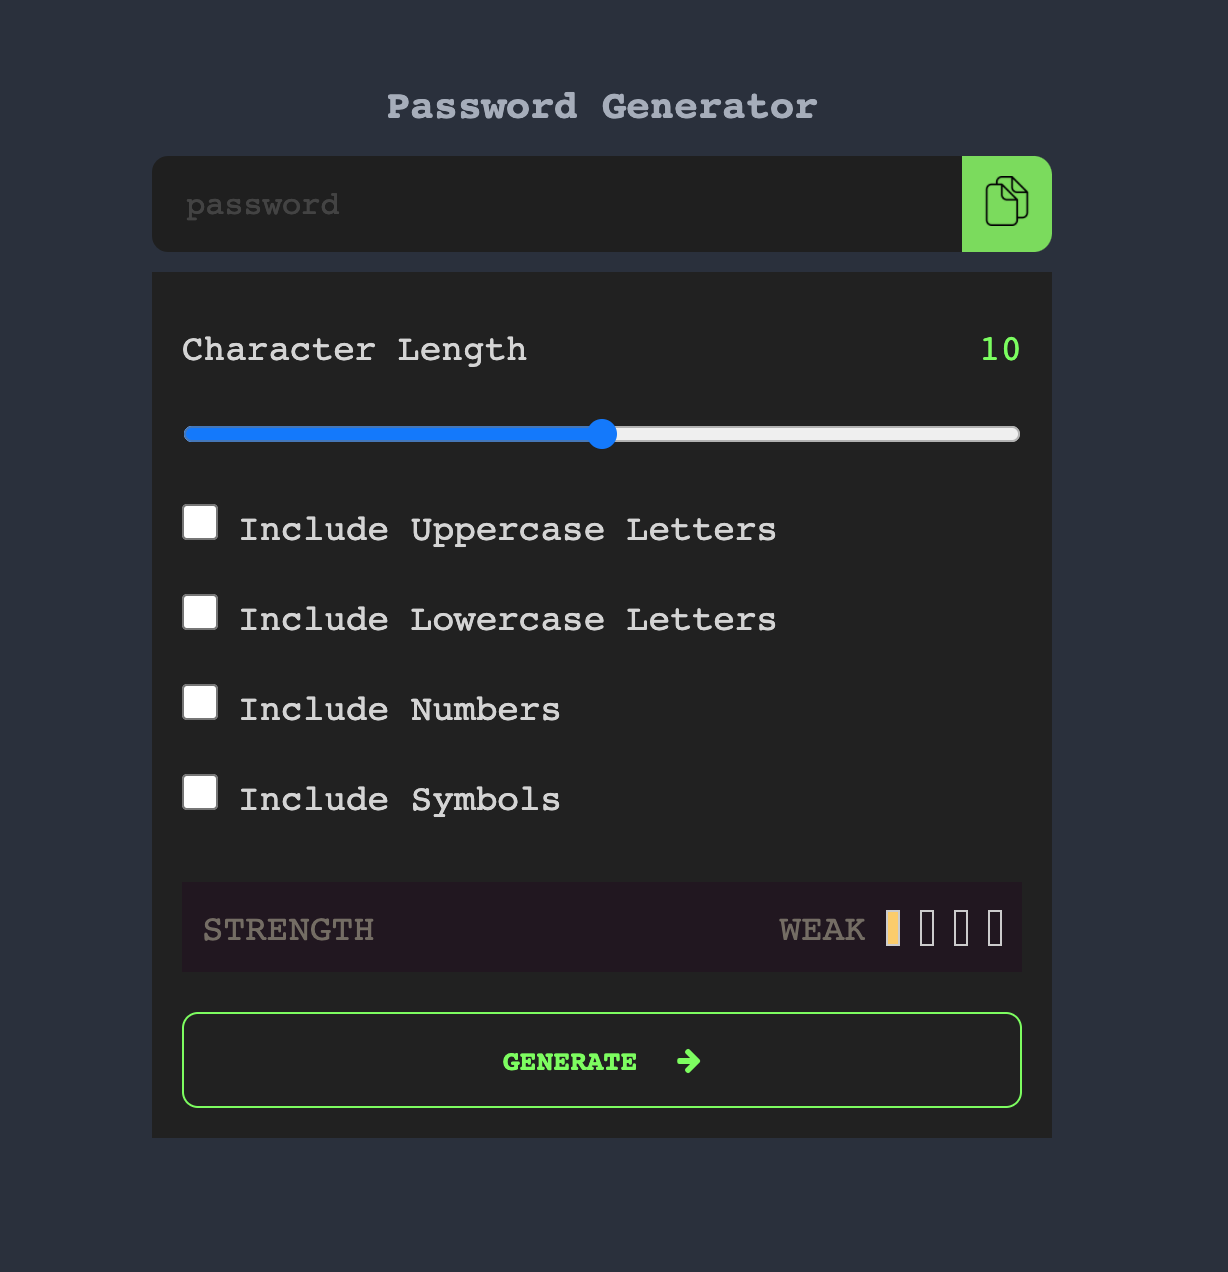 Password Generator
password
Character Length 10
Include Uppercase Letters
Include Lowercase Letters
Include Numbers
Include Symbols
STRENGTH WEAK
GENERATE